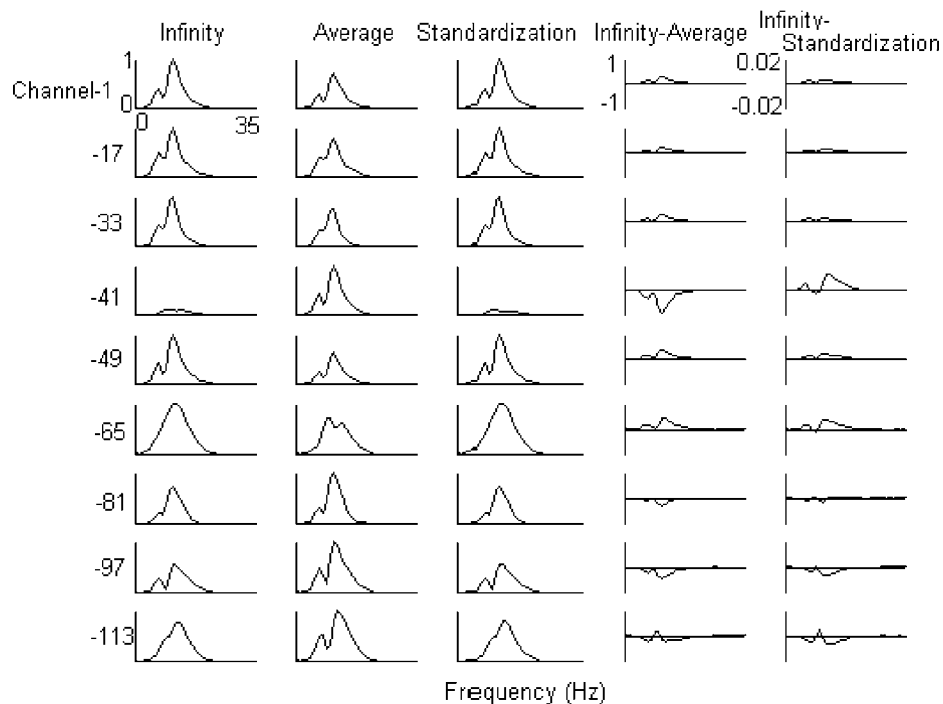 Infinity Average Standardization Infinity-Average Infinity-
Standardization
Channel-1 1 0 1 -1 0.02 -0.02
0 35
-17
-33
-41
-49
-65
-81
-97
-113
Frequency (Hz)